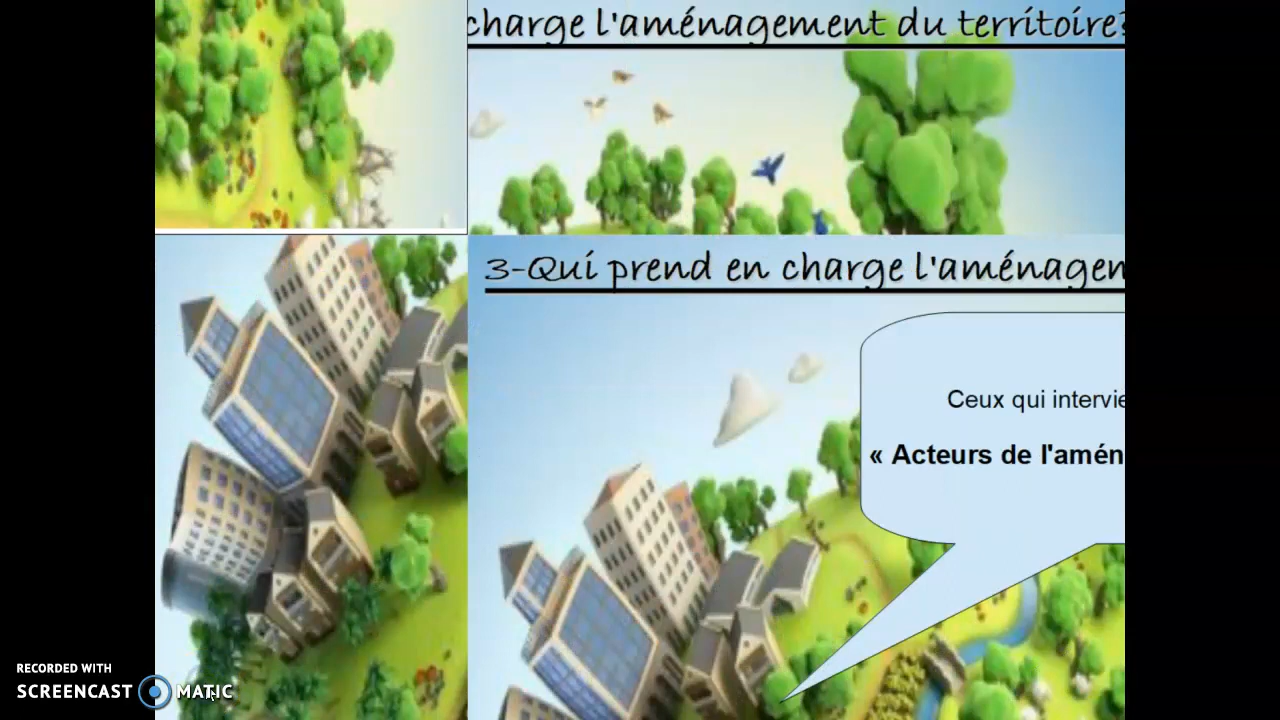 charge l'aménagement du territoire?
3-Qui prend en charge l'aménagem
Ceux qui intervie
« Acteurs de l'amén
RECORDED WITH
SCREENCAST MATIC